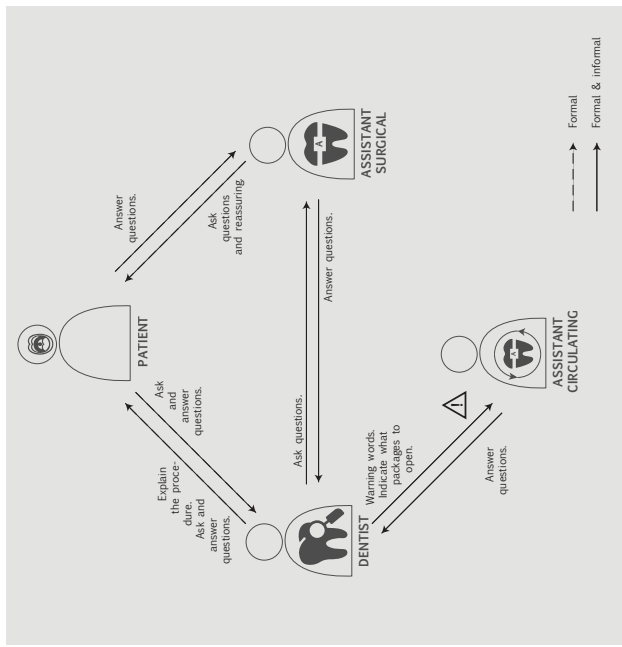 Explain
the proce-
dure.
Ask and
answer
questions.
Ask
and
answer
questions.
PATIENT
Answer
questions.
Ask
questions
and reassuring.
DENTIST
Ask questions.
Answer questions.
A
ASSISTANT
SURGICAL
Warning words.
Indicate what
packages to
open.
!
Answer
questions.
A
ASSISTANT
CIRCULATING
Formal
Formal & informal